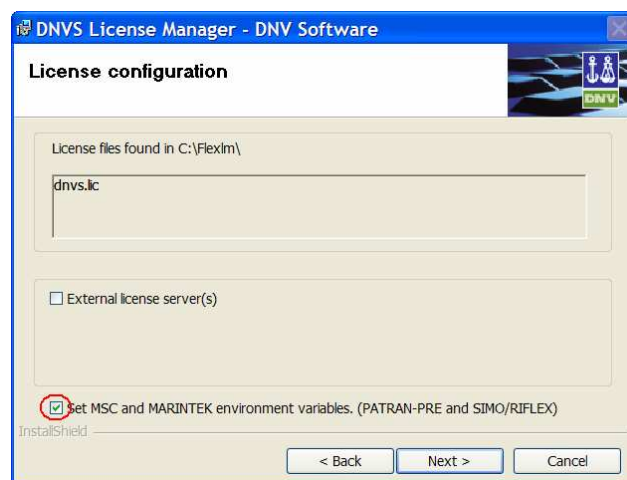 DNVS License Manager - DNV Software
License configuration
DNV
License files found in C:\Flexlm\
dnvs.lic
External license server(s)
Set MSC and MARINTEK environment variables. (PATRAN-PRE and SIMO/RIFLEX)
InstallShield
< Back
Next >
Cancel